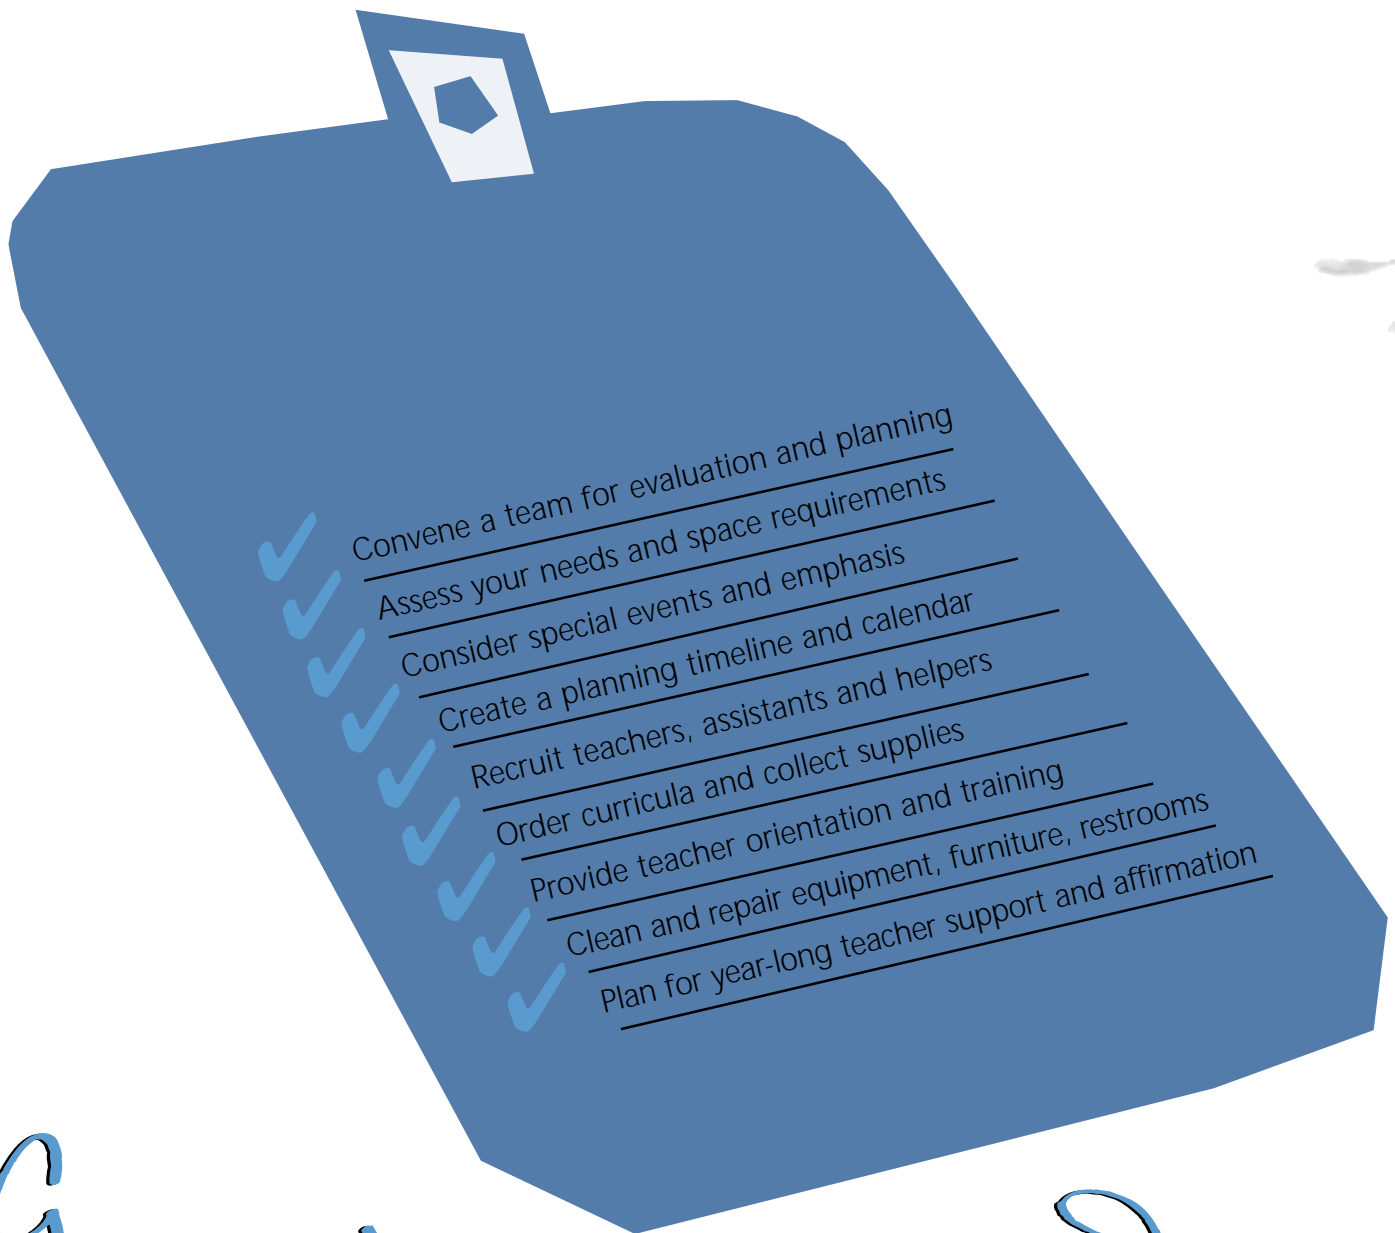 Convene a team for evaluation and planning
Assess your needs and space requirements
Consider special events and emphasis
Create a planning timeline and calendar
Recruit teachers, assistants and helpers
Order curricula and collect supplies
Provide teacher orientation and training
Clean and repair equipment, furniture, restrooms
Plan for year-long teacher support and affirmation